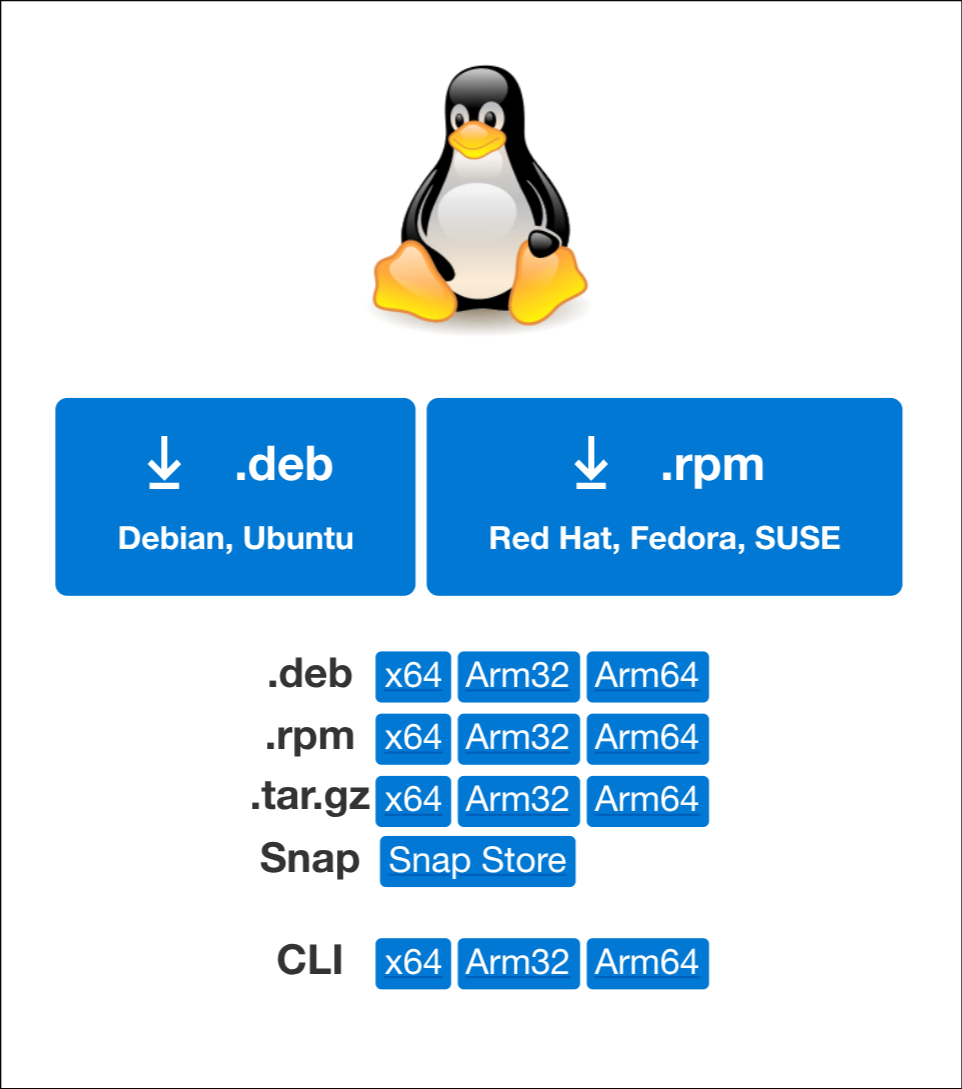 .deb .rpm
Debian, Ubuntu Red Hat, Fedora, SUSE
.deb x64 Arm32 Arm64
.rpm x64 Arm32 Arm64
.tar.gz x64 Arm32 Arm64
Snap Snap Store
CLI x64 Arm32 Arm64